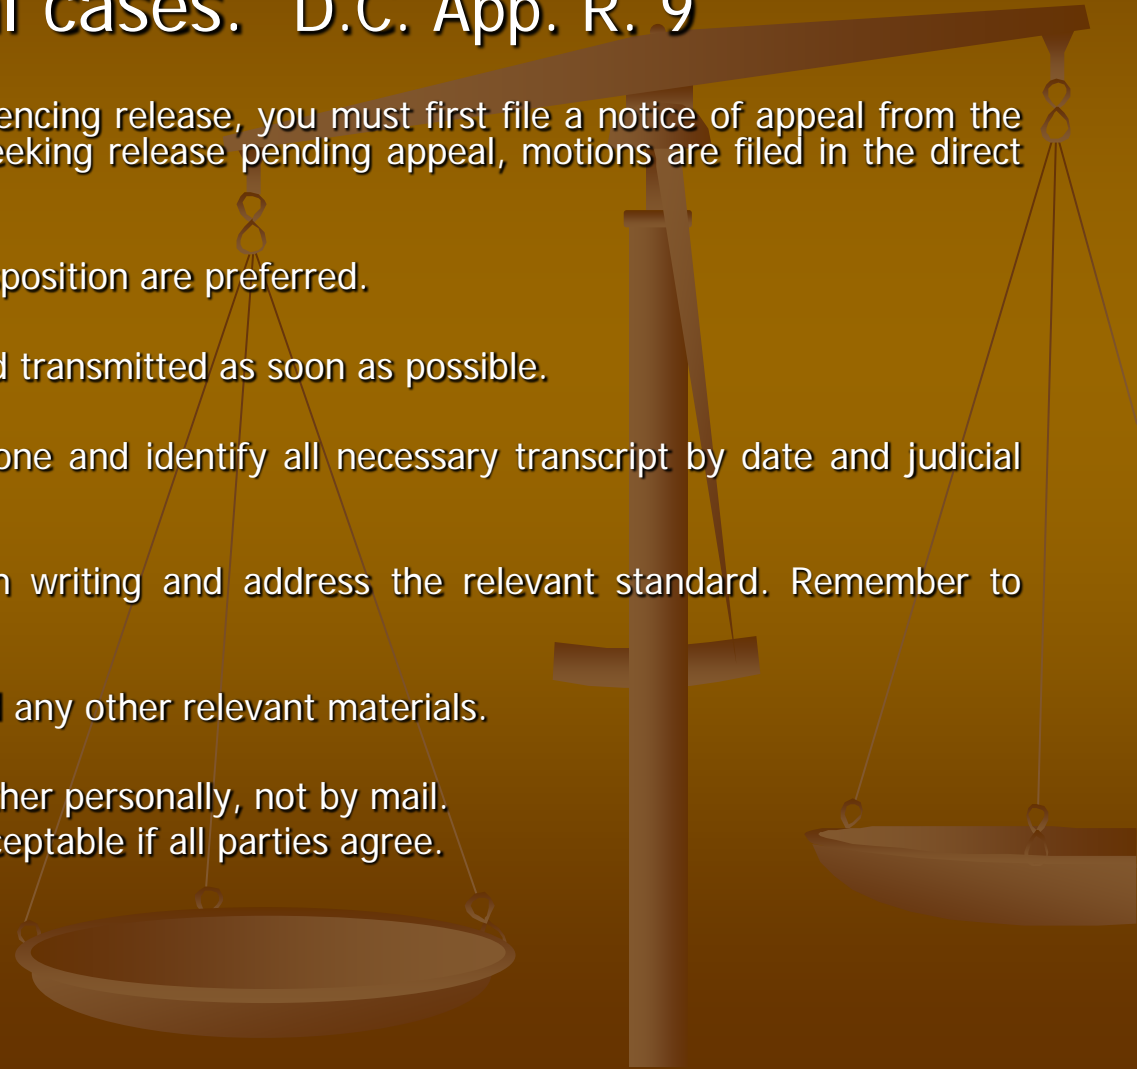 cases. D.C. App. R. 9
encing release, you must first file a notice of appeal from the
eeking release pending appeal, motions are filed in the direct
position are preferred.
d transmitted as soon as possible.
one and identify all necessary transcript by date and judicial
n writing and address the relevant standard. Remember to
any other relevant materials.
her personally, not by mail.
ceptable if all parties agree.